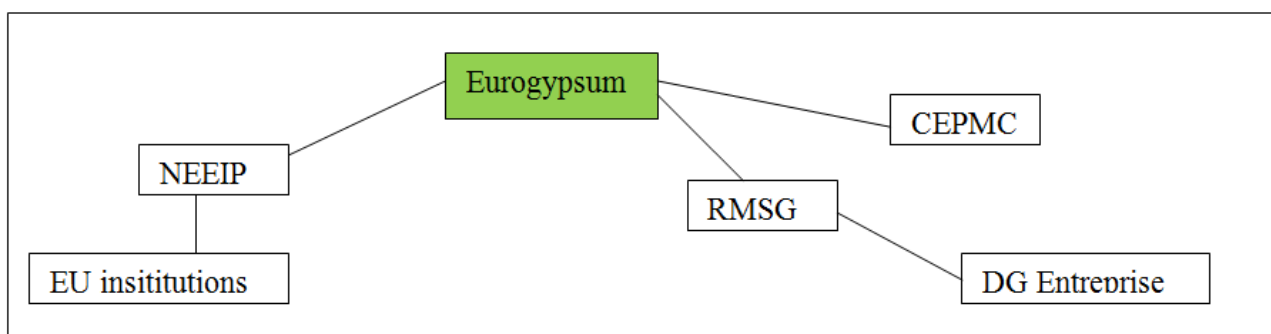 Eurogypsum
CEPMC
NEEIP
RMSG
EU insititutions
DG Entreprise